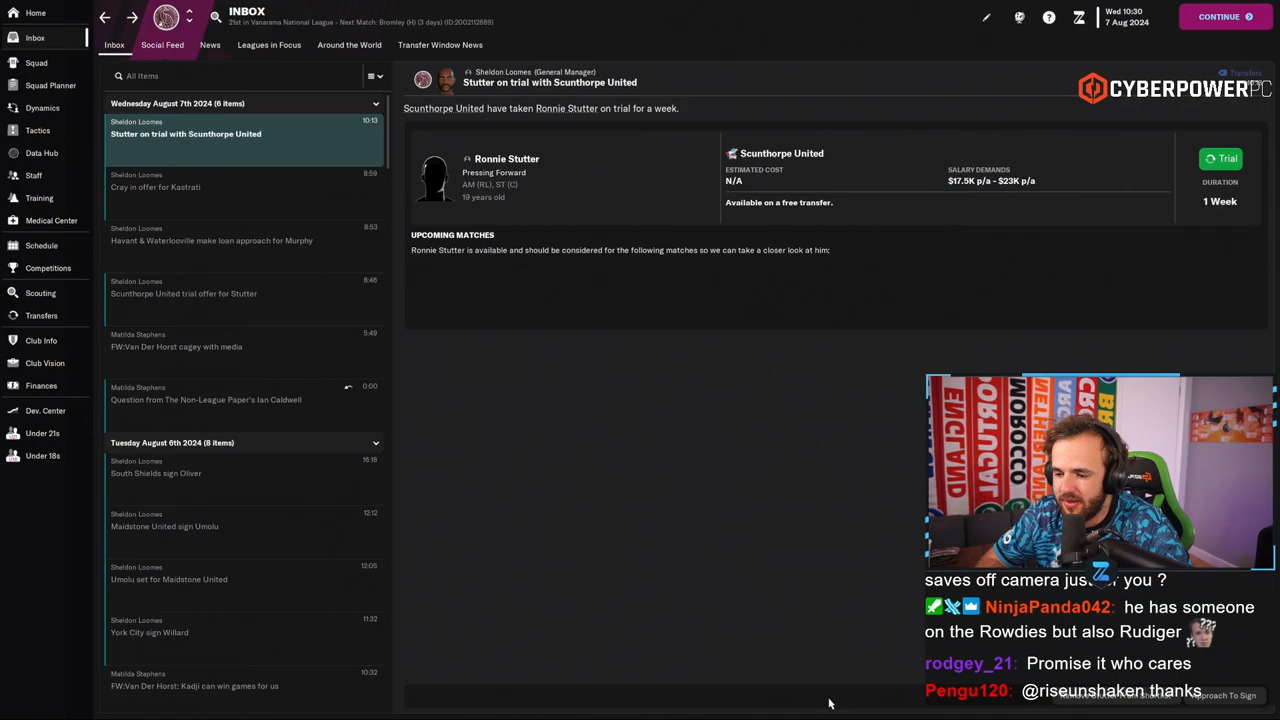 Home
Inbox
Squad
Squad Planner
Dynamics
Tactics
Data Hub
Staff
Training
Medical Center
Schedule
Competitions
Scouting
Transfers
Club Info
Club Vision
Finances
Dev. Center
Under 21s
Under 18s
INBOX
21st in Vanarama National League - Next Match: Bromley (H) (3 days) (ID:2002112889)
Wed 10:30
7 Aug 2024
CONTINUE
Inbox
Social Feed
News
Leagues in Focus
Around the World
Transfer Window News
All Items
Wednesday August 7th 2024 (6 items)
Sheldon Loomes 10:13
Stutter on trial with Scunthorpe United
Sheldon Loomes 8:59
Cray in offer for Kastrati
Sheldon Loomes 8:53
Havant & Waterlooville make loan approach for Murphy
Sheldon Loomes 8:46
Scunthorpe United trial offer for Stutter
Matilda Stephens 5:49
FW:Van Der Horst cagey with media
Matilda Stephens 0:00
Question from The Non-League Paper's Ian Caldwell
Tuesday August 6th 2024 (8 items)
Sheldon Loomes 16:18
South Shields sign Oliver
Sheldon Loomes 12:12
Maidstone United sign Umolu
Sheldon Loomes 12:05
Umolu set for Maidstone United
Sheldon Loomes 11:32
York City sign Willard
Matilda Stephens 10:32
FW:Van Der Horst: Kadji can win games for us
Sheldon Loomes (General Manager)
Stutter on trial with Scunthorpe United
Transfers
CYBERPOWERPC
Scunthorpe United have taken Ronnie Stutter on trial for a week.
Ronnie Stutter
Pressing Forward
AM (RL), ST (C)
19 years old
Scunthorpe United
ESTIMATED COST
N/A
SALARY DEMANDS
$17.5K p/a - $23K p/a
Available on a free transfer.
Trial
DURATION
1 Week
UPCOMING MATCHES
Ronnie Stutter is available and should be considered for the following matches so we can take a closer look at him:
ENGLAND
PORTUGAL
MOROCCO
saves off camera just you ?
NinjaPanda042: he has someone
on the Rowdies but also Rudiger
rodgey_21: Promise it who cares
Pengu120: @riseunshaken thanks
Approach To Sign